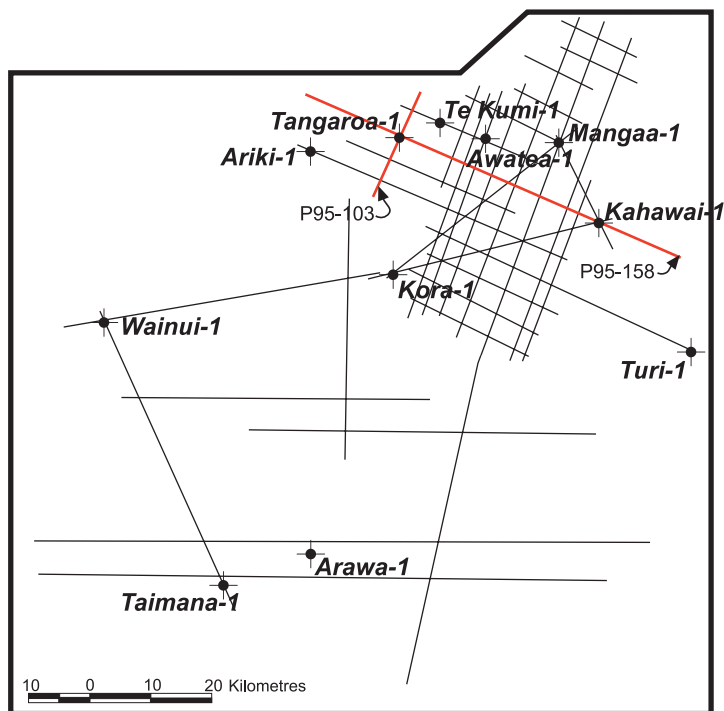 Te Kumi-1
Tangaroa-1
Mangaa-1
Ariki-1
Awatea-1
P95-103
Kahawai-1
P95-158
Kora-1
Wainui-1
Turi-1
Arawa-1
Taimana-1
10 0 10 20 Kilometres